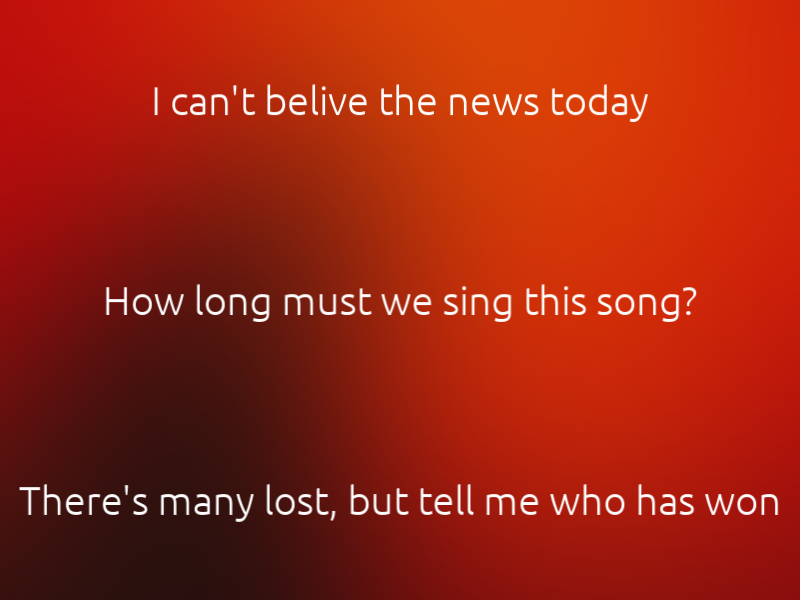 I can't belive the news today
How long must we sing this song?
There's many lost, but tell me who has won